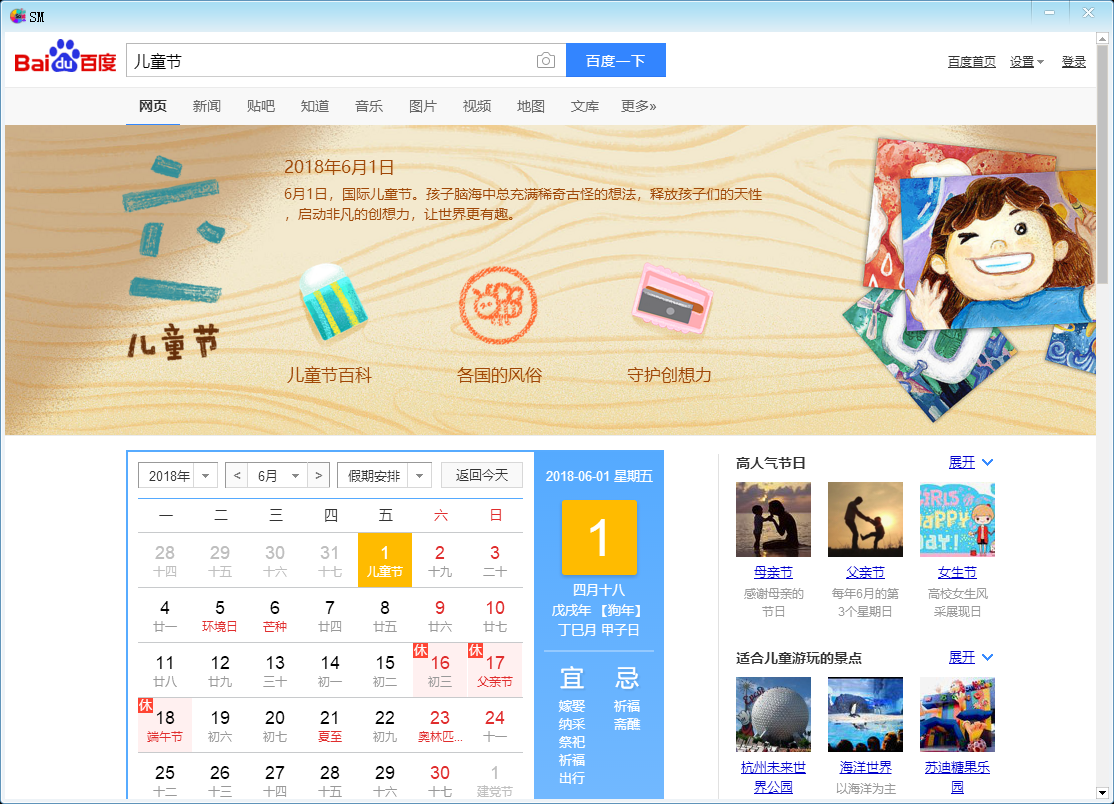 SM
Bai du 百度
儿童节
百度一下
百度首页 设置 登录
网页 新闻 贴吧 知道 音乐 图片 视频 地图 文库 更多»
六一
儿童节
2018年6月1日
6月1日，国际儿童节。孩子脑海中总充满稀奇古怪的想法，释放孩子们的天性
，启动非凡的创想力，让世界更有趣。
儿童节百科 各国的风俗 守护创想力
2018年 < 6月 > 假期安排 返回今天
一 二 三 四 五 六 日
28 29 30 31 1 2 3
十四 十五 十六 十七 儿童节 十九 二十
4 5 6 7 8 9 10
廿一 环境日 芒种 廿四 廿五 廿六 廿七
休 休
11 12 13 14 15 16 17
廿八 廿九 三十 初一 初二 初三 父亲节
休
18 19 20 21 22 23 24
端午节 初六 初七 夏至 初九 奥林匹... 十一
25 26 27 28 29 30 1
十二 十三 十四 十五 十六 十七 建党节
2018-06-01 星期五
1
四月十八
戊戌年 【狗年】
丁巳月 甲子日
宜 忌
嫁娶 祈福
纳采 斋醮
祭祀
祈福
出行
高人气节日 展开
GIRLS
HAPPY
DAY!
母亲节 父亲节 女生节
感谢母亲的 每年6月的第 高校女生风
节日 3个星期日 采展现日
适合儿童游玩的景点 展开
杭州未来世 海洋世界 苏迪糖果乐
界公园 以海洋为主 园